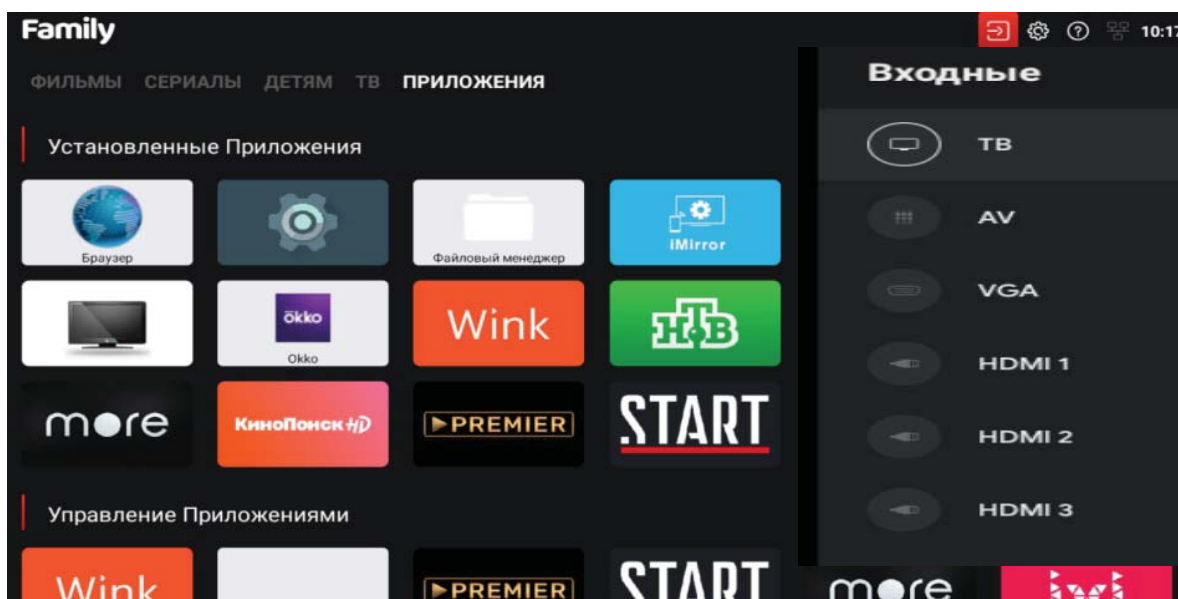 Family
10:17
ФИЛЬМЫ СЕРИАЛЫ ДЕТЯМ ТВ ПРИЛОЖЕНИЯ
Входные
Установленные Приложения
ТВ
AV
VGA
HDMI 1
HDMI 2
HDMI 3
Браузер
Файловый менеджер
iMirror
ōkko
Okko
Wink
НТВ
more
КиноПоиск HD
PREMIER
START
Управление Приложениями
Wink
PREMIER
START
more
ivi